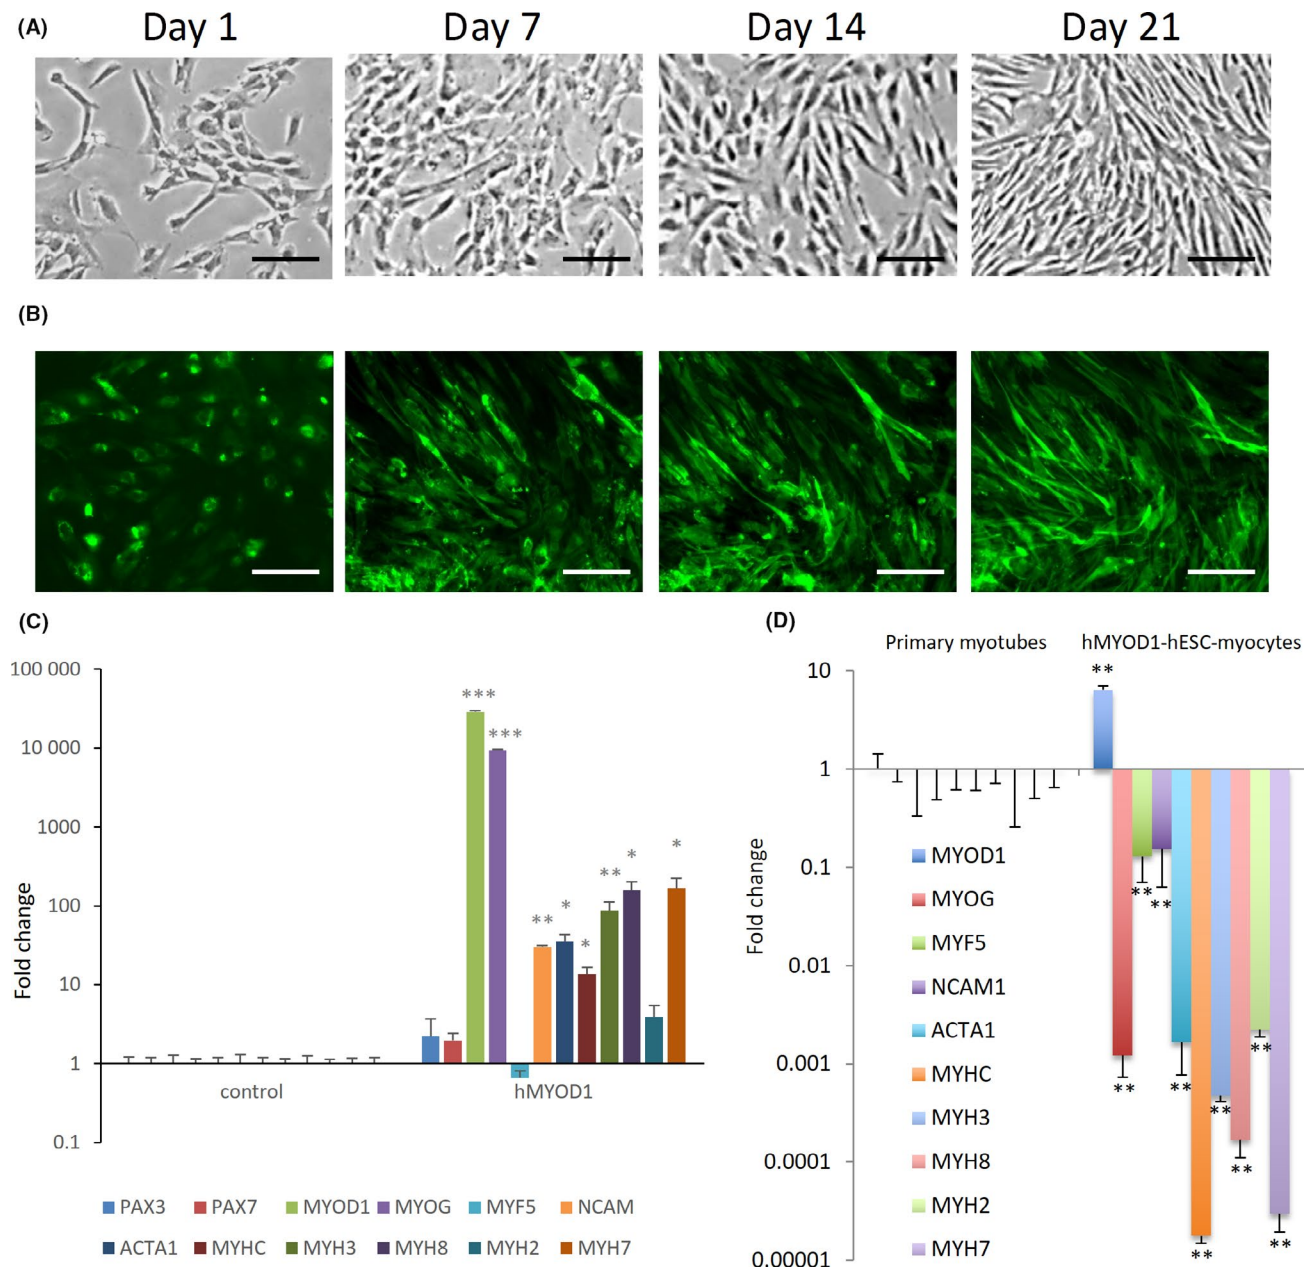 (A) Day 1 Day 7 Day 14 Day 21
(B)
(C)
100 000
10 000
1000
100
10
1
0.1
Fold change
*** *** ** * * ** * *
control hMYOD1
PAX3 PAX7 MYOD1 MYOG MYF5 NCAM
ACTA1 MYHC MYH3 MYH8 MYH2 MYH7
(D)
Primary myotubes hMYOD1-hESC-myocytes
10
1
0.1
0.01
0.001
0.0001
0.00001
Fold change
** ** ** ** ** ** ** ** ** **
MYOD1
MYOG
MYF5
NCAM1
ACTA1
MYHC
MYH3
MYH8
MYH2
MYH7